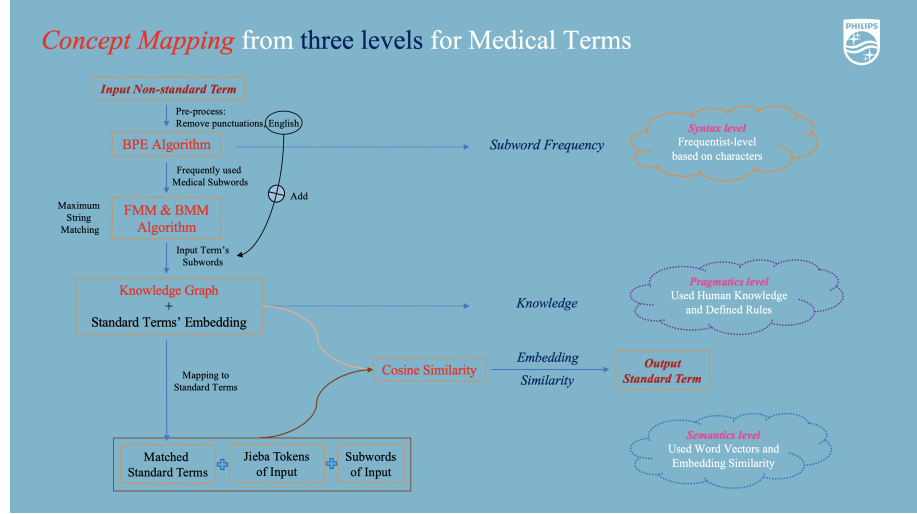 Concept Mapping from three levels for Medical Terms
PHILIPS
Input Non-standard Term
Pre-process:
Remove punctuations, English
BPE Algorithm
Subword Frequency
Syntax level
Frequentist-level
based on characters
Frequently used
Medical Subwords
Add
Maximum
String
Matching
FMM & BMM
Algorithm
Input Term's
Subwords
Knowledge Graph
+
Standard Terms' Embedding
Knowledge
Pragmatics level
Used Human Knowledge
and Defined Rules
Mapping to
Standard Terms
Cosine Similarity
Embedding
Similarity
Output
Standard Term
Matched
Standard Terms
Jieba Tokens
of Input
Subwords
of Input
Semantics level
Used Word Vectors and
Embedding Similarity